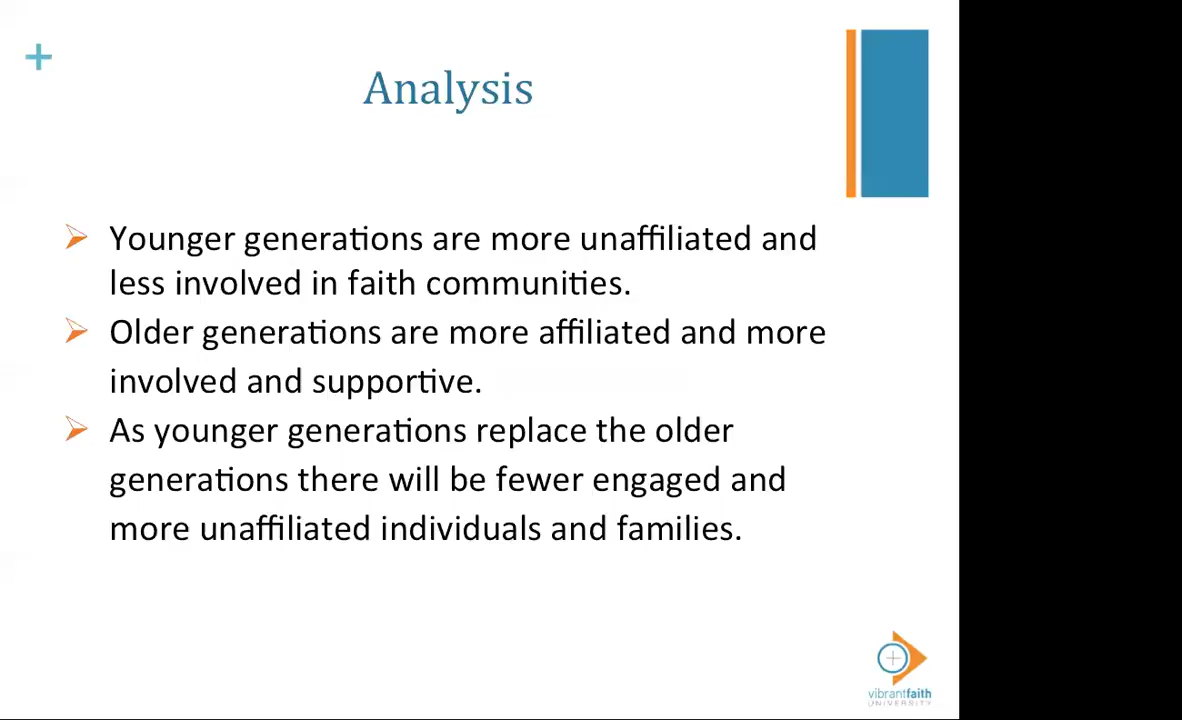 +
Analysis
Younger generations are more unaffiliated and
less involved in faith communities.
Older generations are more affiliated and more
involved and supportive.
As younger generations replace the older
generations there will be fewer engaged and
more unaffiliated individuals and families.
vibrantfaith
UNIVERSITY